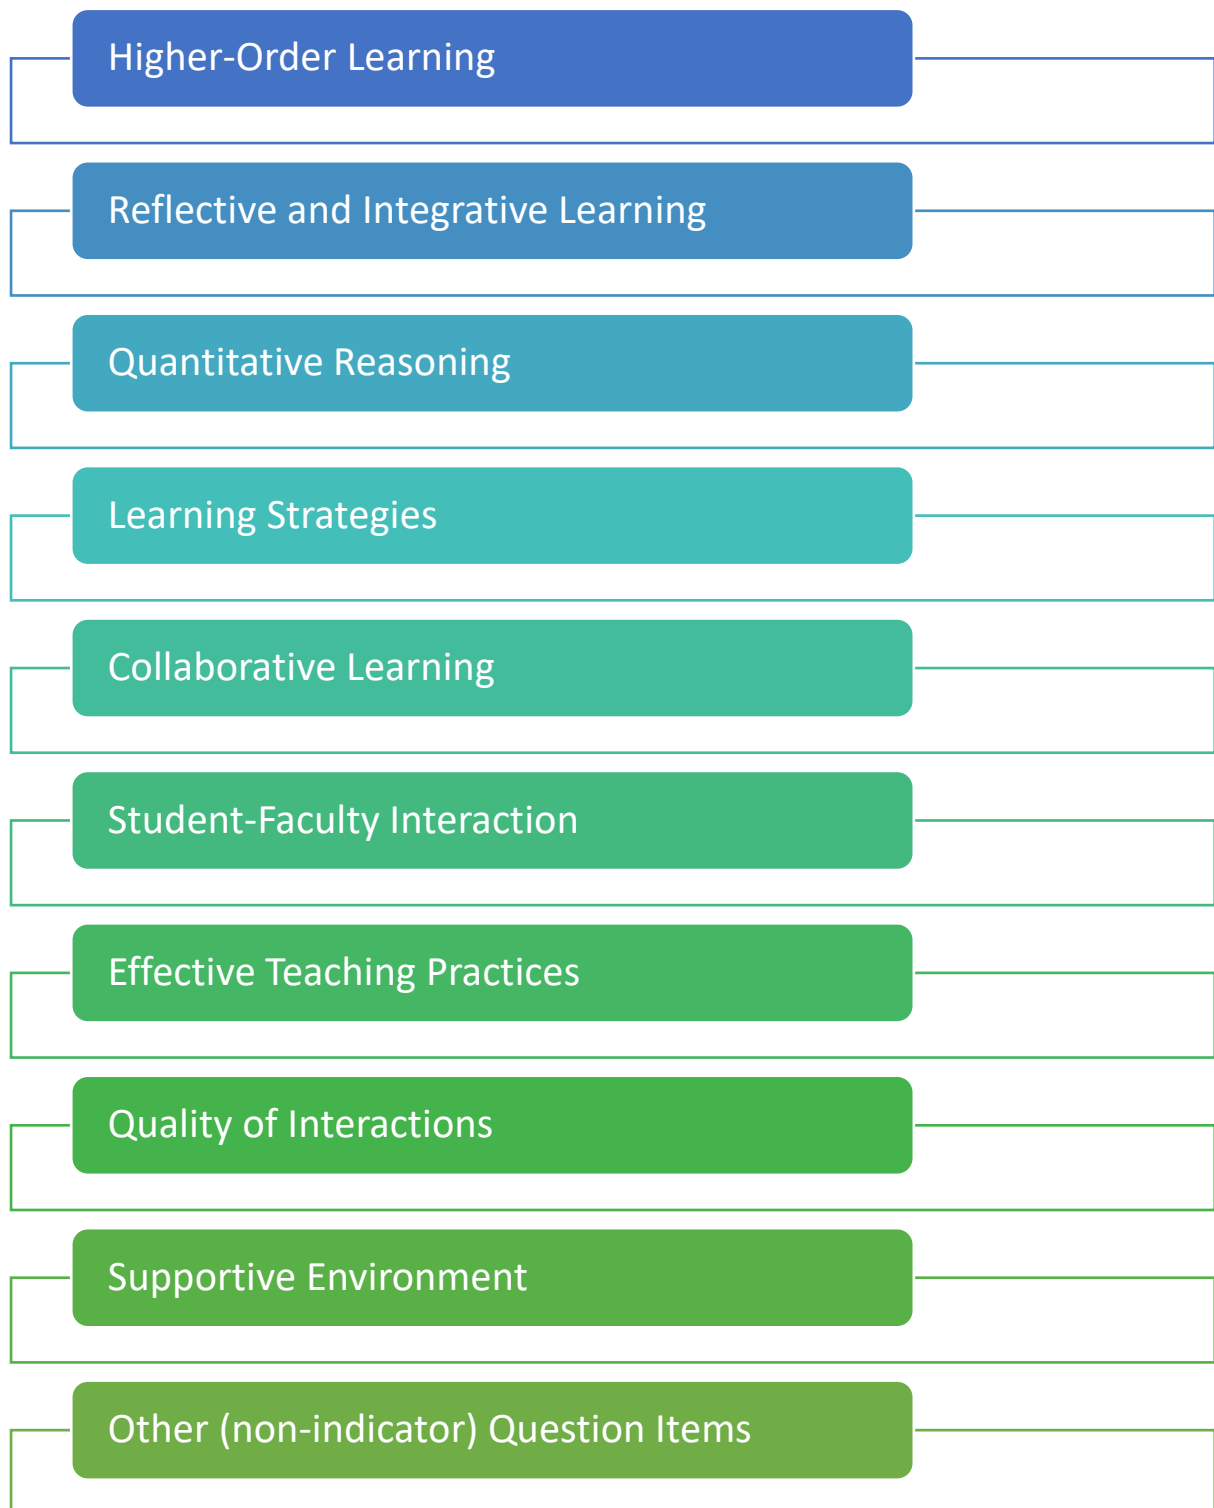 Higher-Order Learning
Reflective and Integrative Learning
Quantitative Reasoning
Learning Strategies
Collaborative Learning
Student-Faculty Interaction
Effective Teaching Practices
Quality of Interactions
Supportive Environment
Other (non-indicator) Question Items